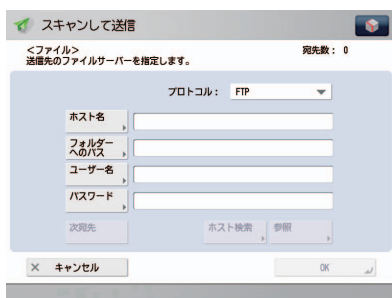 スキャンして送信
<ファイル> 宛先数： 0
送信先のファイルサーバーを指定します。
プロトコル： FTP
ホスト名
フォルダー
へのパス
ユーザー名
パスワード
次宛先 ホスト検索 参照
× キャンセル OK